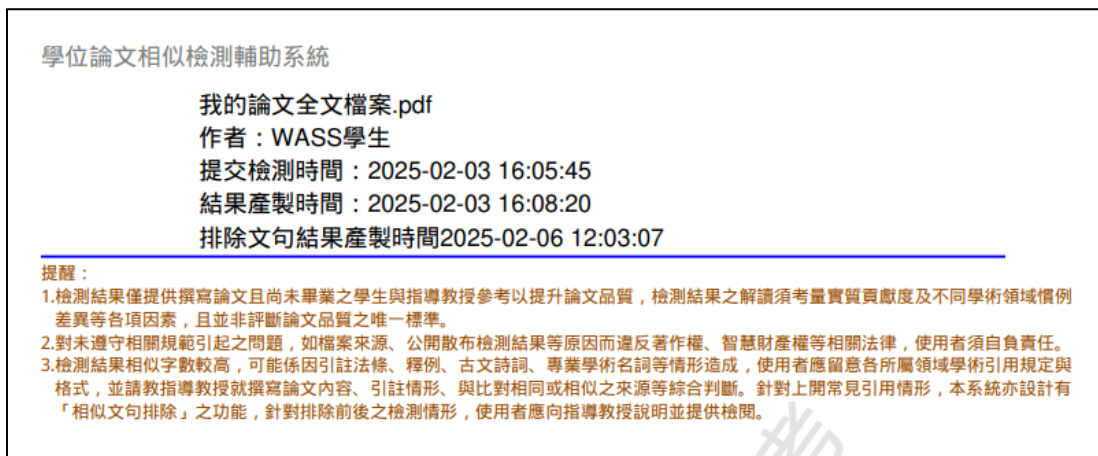 學位論文相似檢測輔助系統
我的論文全文檔案.pdf
作者：WASS學生
提交檢測時間：2025-02-03 16:05:45
結果產製時間：2025-02-03 16:08:20
排除文句結果產製時間2025-02-06 12:03:07
提醒：
1.檢測結果僅提供撰寫論文且尚未畢業之學生與指導教授參考以提升論文品質，檢測結果之解讀須考量實質貢獻度及不同學術領域慣例
差異等各項因素，且並非評斷論文品質之唯一標準。
2.對未遵守相關規範引起之問題，如檔案來源、公開散布檢測結果等原因而違反著作權、智慧財產權等相關法律，使用者須自負責任。
3.檢測結果相似字數較高，可能係因引註法條、釋例、古文詩詞、專業學術名詞等情形造成，使用者應留意各所屬領域學術引用規定與
格式，並請教指導教授就撰寫論文內容、引註情形、與比對相同或相似之來源等綜合判斷。針對上開常見引用情形，本系統亦設計有
「相似文句排除」之功能，針對排除前後之檢測情形，使用者應向指導教授說明並提供檢閱。
考